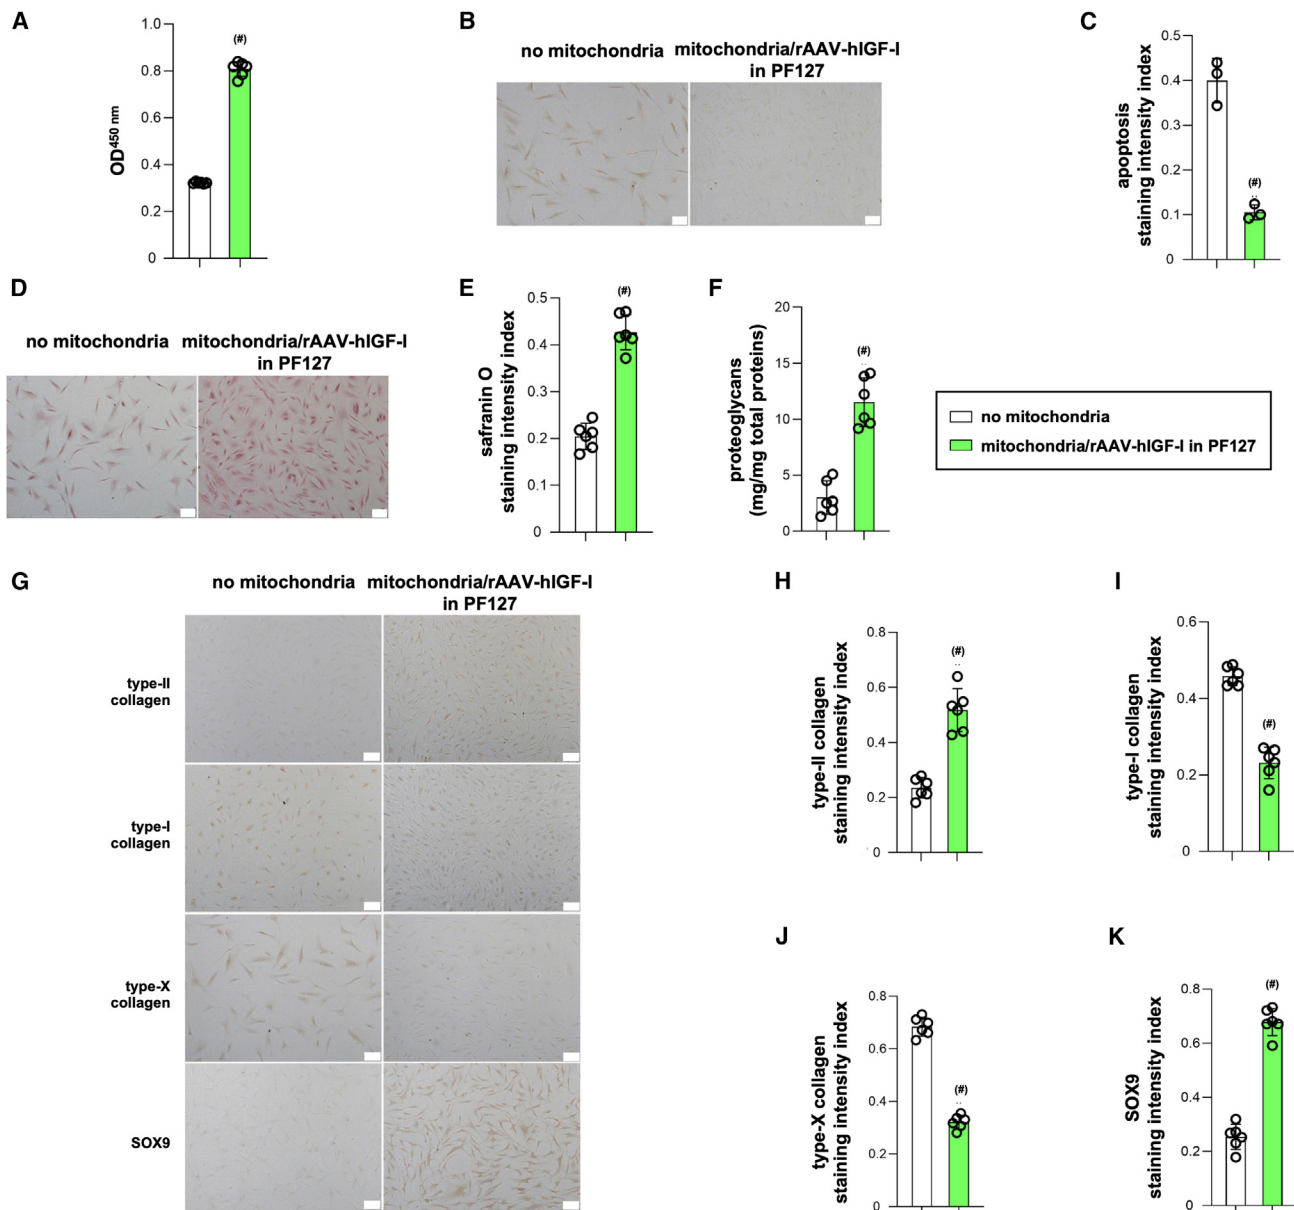 A
1.0
0.8
0.6
0.4
0.2
0
OD450 nm
(#)
B
no mitochondria
mitochondria/rAAV-hIGF-I
in PF127
C
0.5
0.4
0.3
0.2
0.1
0
apoptosis
staining intensity index
(#)
D
no mitochondria
mitochondria/rAAV-hIGF-I
in PF127
E
0.5
0.4
0.3
0.2
0.1
0
safranin O
staining intensity index
(#)
F
20
15
10
5
0
proteoglycans
(mg/mg total proteins)
(#)
no mitochondria
mitochondria/rAAV-hIGF-I in PF127
G
no mitochondria
mitochondria/rAAV-hIGF-I
in PF127
type-II
collagen
type-I
collagen
type-X
collagen
SOX9
H
0.8
0.6
0.4
0.2
0
type-II collagen
staining intensity index
(#)
I
0.6
0.4
0.2
0
type-I collagen
staining intensity index
(#)
J
0.8
0.6
0.4
0.2
0
type-X collagen
staining intensity index
(#)
K
0.8
0.6
0.4
0.2
0
SOX9
staining intensity index
(#)